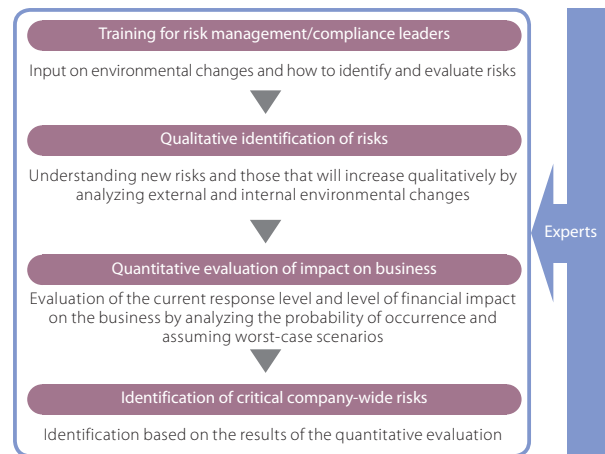 Training for risk management/compliance leaders
Input on environmental changes and how to identify and evaluate risks
Qualitative identification of risks
Understanding new risks and those that will increase qualitatively by
analyzing external and internal environmental changes
Quantitative evaluation of impact on business
Evaluation of the current response level and level of financial impact
on the business by analyzing the probability of occurrence and
assuming worst-case scenarios
Identification of critical company-wide risks
Identification based on the results of the quantitative evaluation
Experts